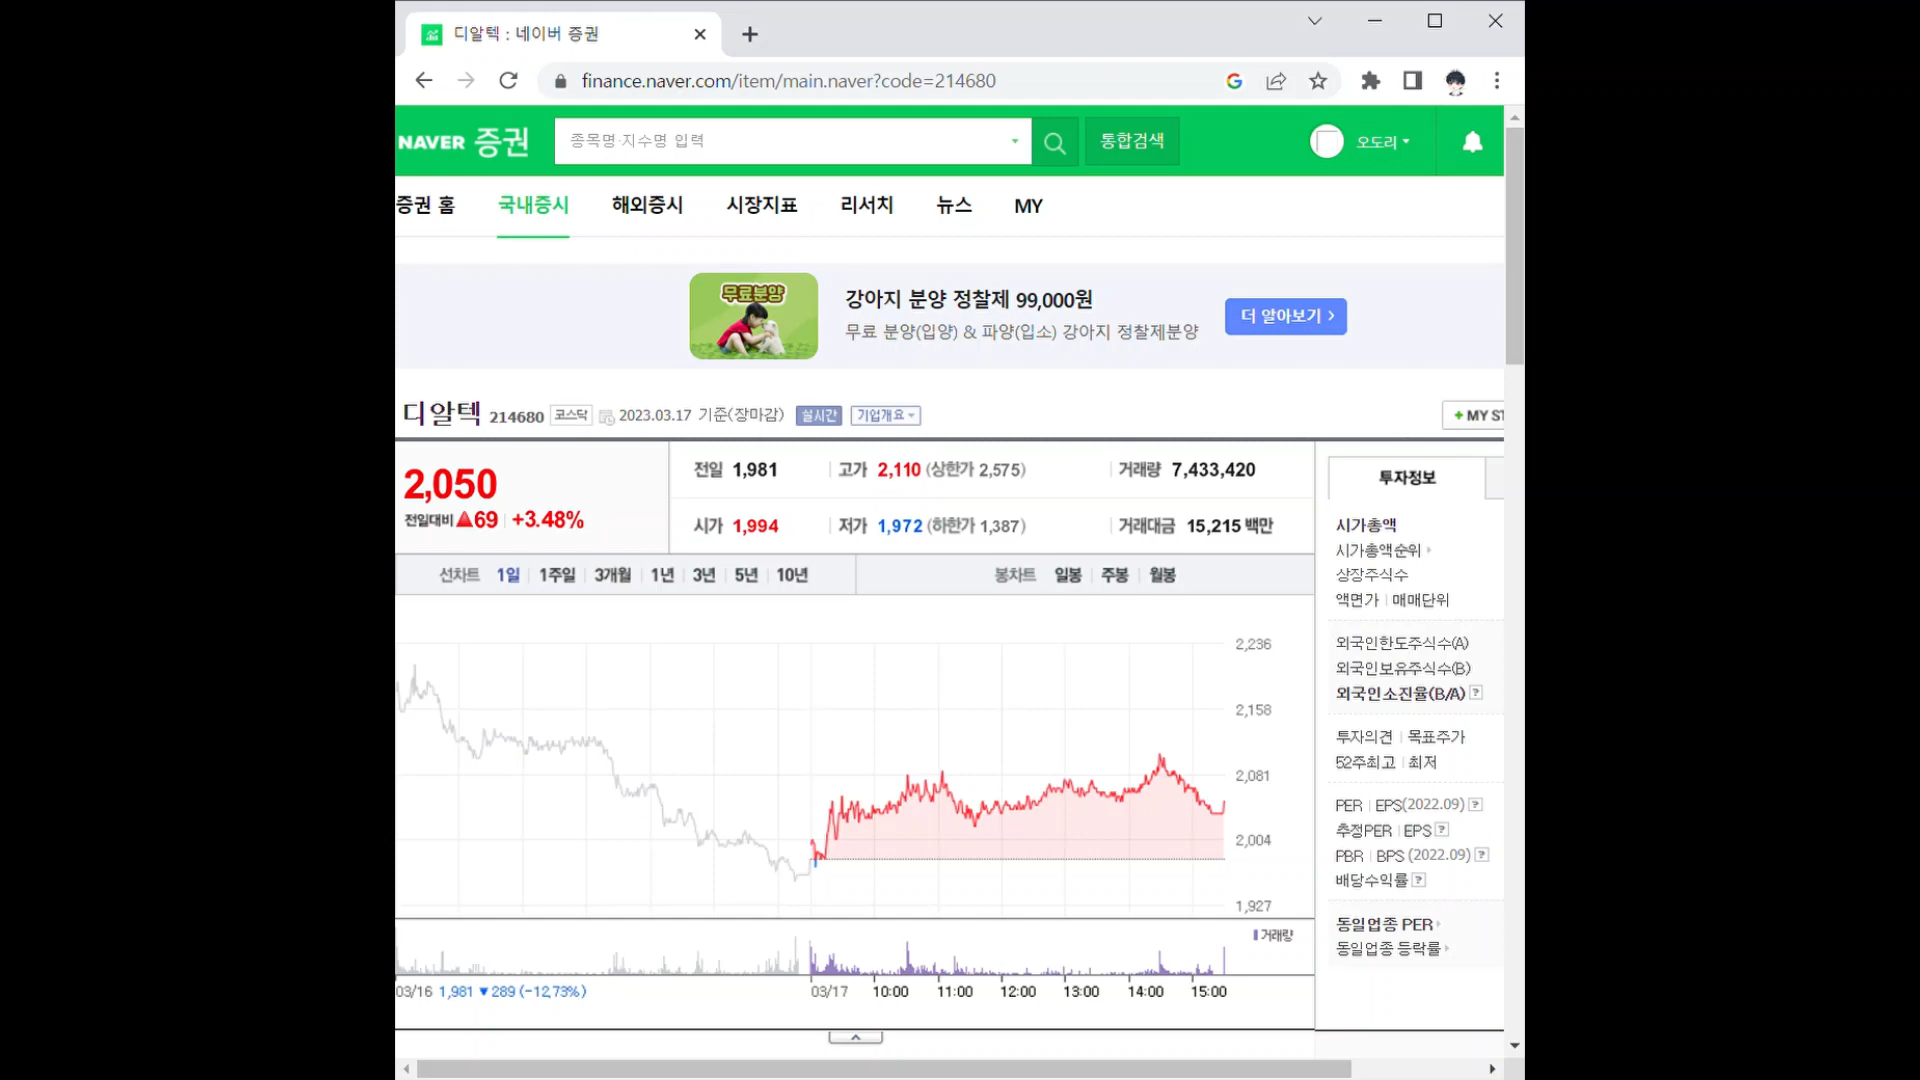 디알텍 : 네이버 증권
finance.naver.com/item/main.naver?code=214680
NAVER 증권
종목명·지수명 입력
통합검색
오도리
증권 홈 국내증시 해외증시 시장지표 리서치 뉴스 MY
무료분양
강아지 분양 정찰제 99,000원
무료 분양(입양) & 파양(입소) 강아지 정찰제분양
더 알아보기 >
디알텍 214680 코스닥 2023.03.17 기준(장마감) 실시간 기업개요
+ MY ST
2,050
전일대비 ▲69 +3.48%
전일 1,981 고가 2,110 (상한가 2,575) 거래량 7,433,420
시가 1,994 저가 1,972 (하한가 1,387) 거래대금 15,215 백만
선차트 1일 1주일 3개월 1년 3년 5년 10년
봉차트 일봉 주봉 월봉
2,236
2,158
2,081
2,004
1,927
거래량
03/16 1,981 ▼289 (-12,73%)
03/17 10:00 11:00 12:00 13:00 14:00 15:00
투자정보
시가총액
시가총액순위
상장주식수
액면가 | 매매단위
외국인한도주식수(A)
외국인보유주식수(B)
외국인소진율(B/A) ?
투자의견 | 목표주가
52주최고 | 최저
PER | EPS(2022.09) ?
추정PER | EPS ?
PBR | BPS (2022.09) ?
배당수익률 ?
동일업종 PER
동일업종 등락률